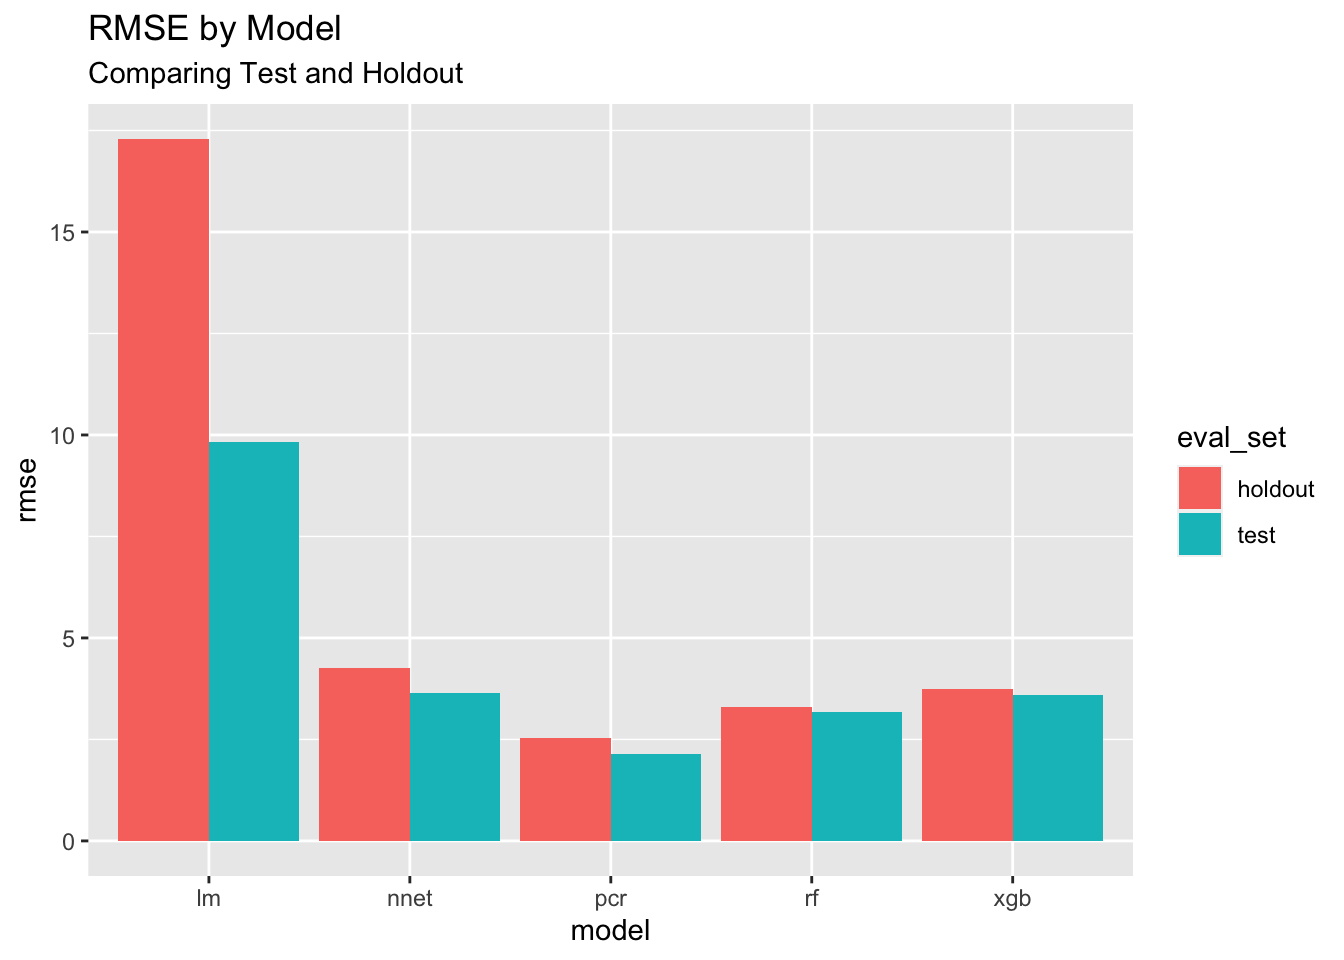 RMSE by Model
Comparing Test and Holdout
15
10
5
0
rmse
lm
nnet
pcr
rf
xgb
model
eval_set
holdout
test